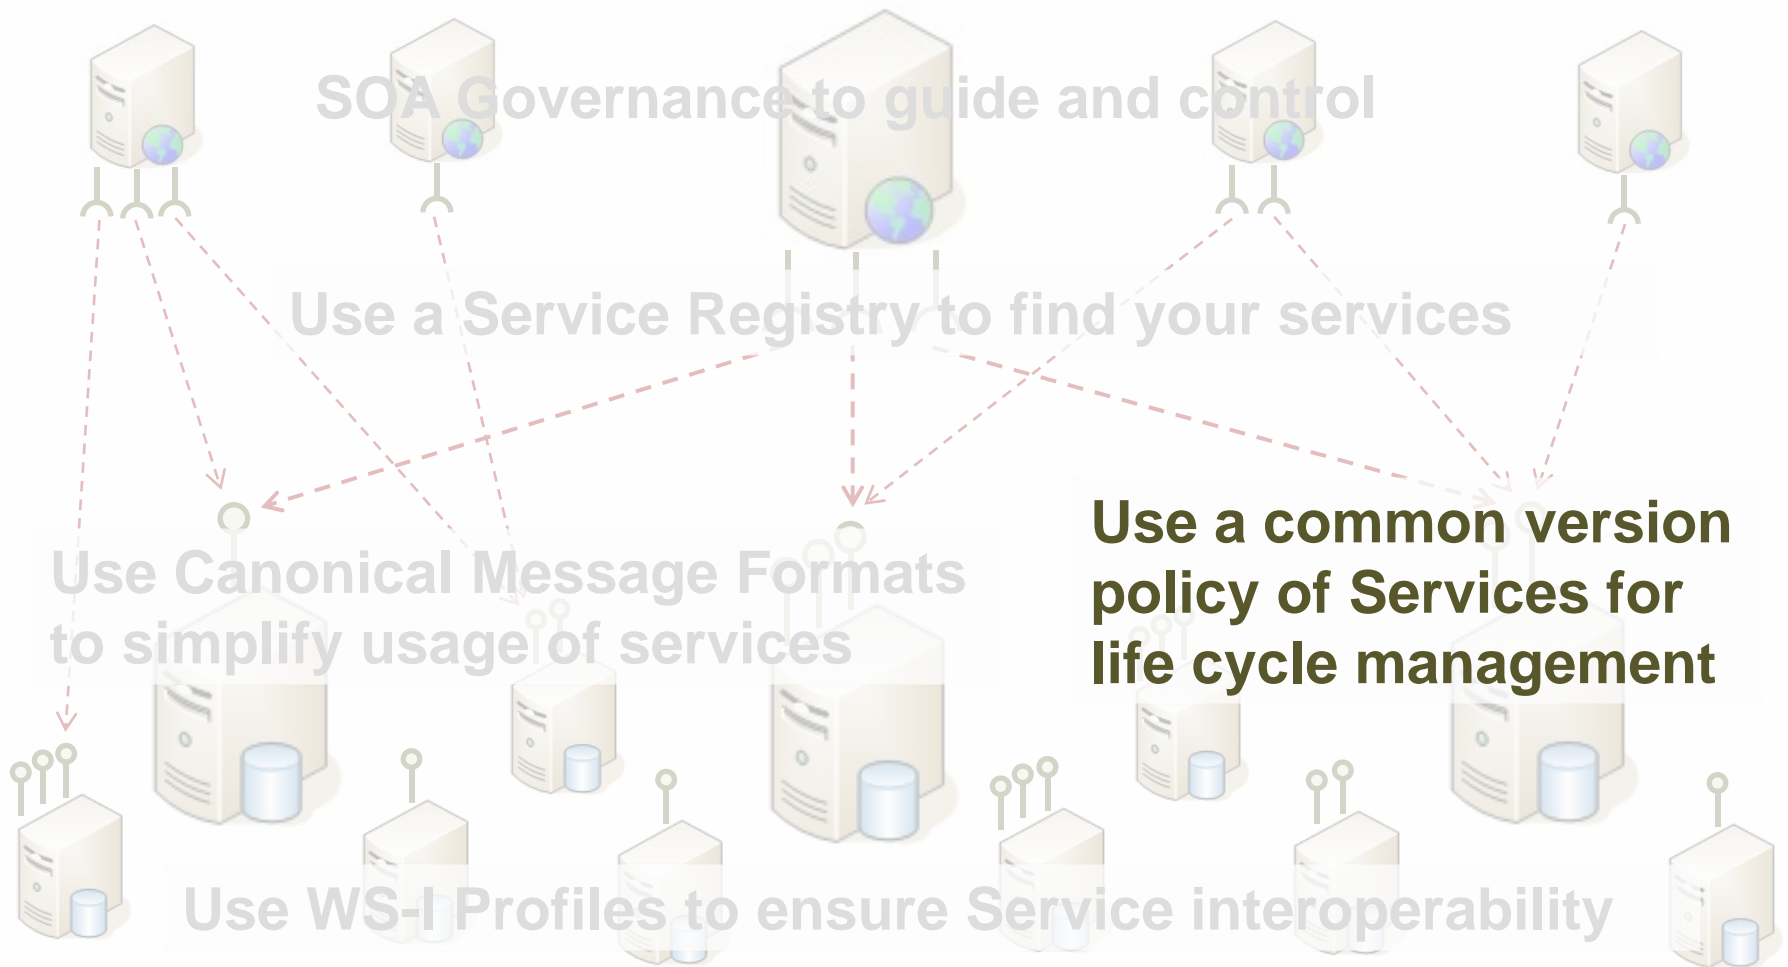 SOA Governance to guide and control
Use a Service Registry to find your services
Use Canonical Message Formats
to simplify usage of services
Use a common version
policy of Services for
life cycle management
Use WS-I Profiles to ensure Service interoperability